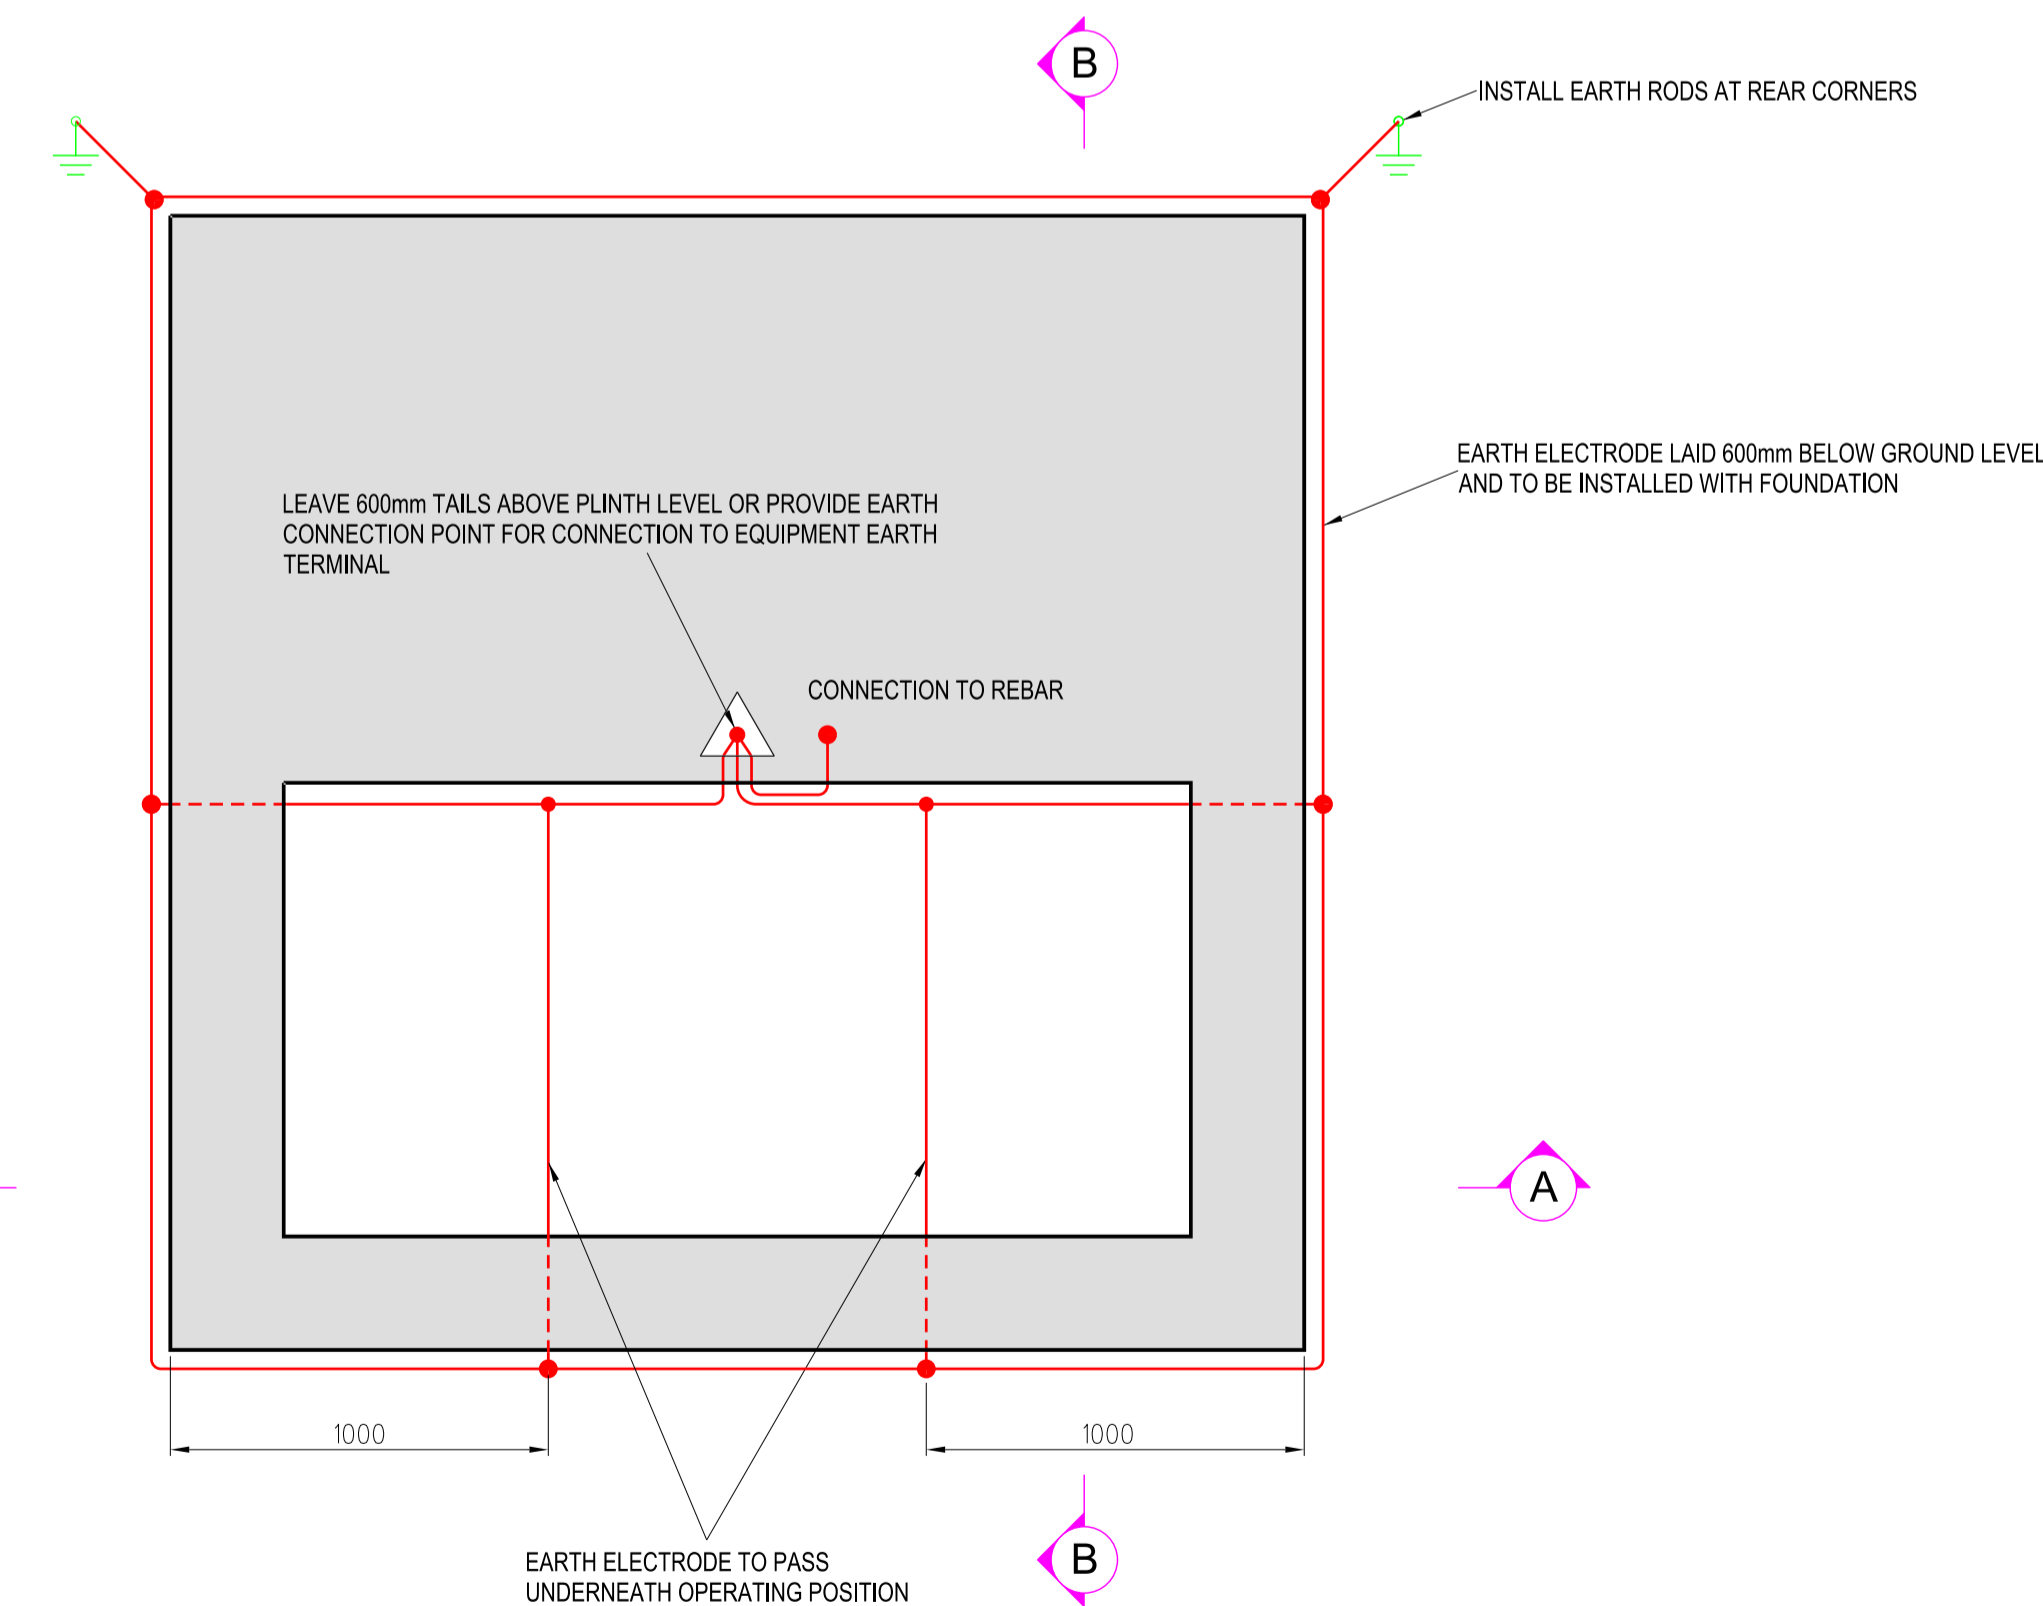 B
INSTALL EARTH RODS AT REAR CORNERS
EARTH ELECTRODE LAID 600mm BELOW GROUND LEVEL
AND TO BE INSTALLED WITH FOUNDATION
LEAVE 600mm TAILS ABOVE PLINTH LEVEL OR PROVIDE EARTH
CONNECTION POINT FOR CONNECTION TO EQUIPMENT EARTH
TERMINAL
CONNECTION TO REBAR
A
1000
1000
EARTH ELECTRODE TO PASS
UNDERNEATH OPERATING POSITION
B